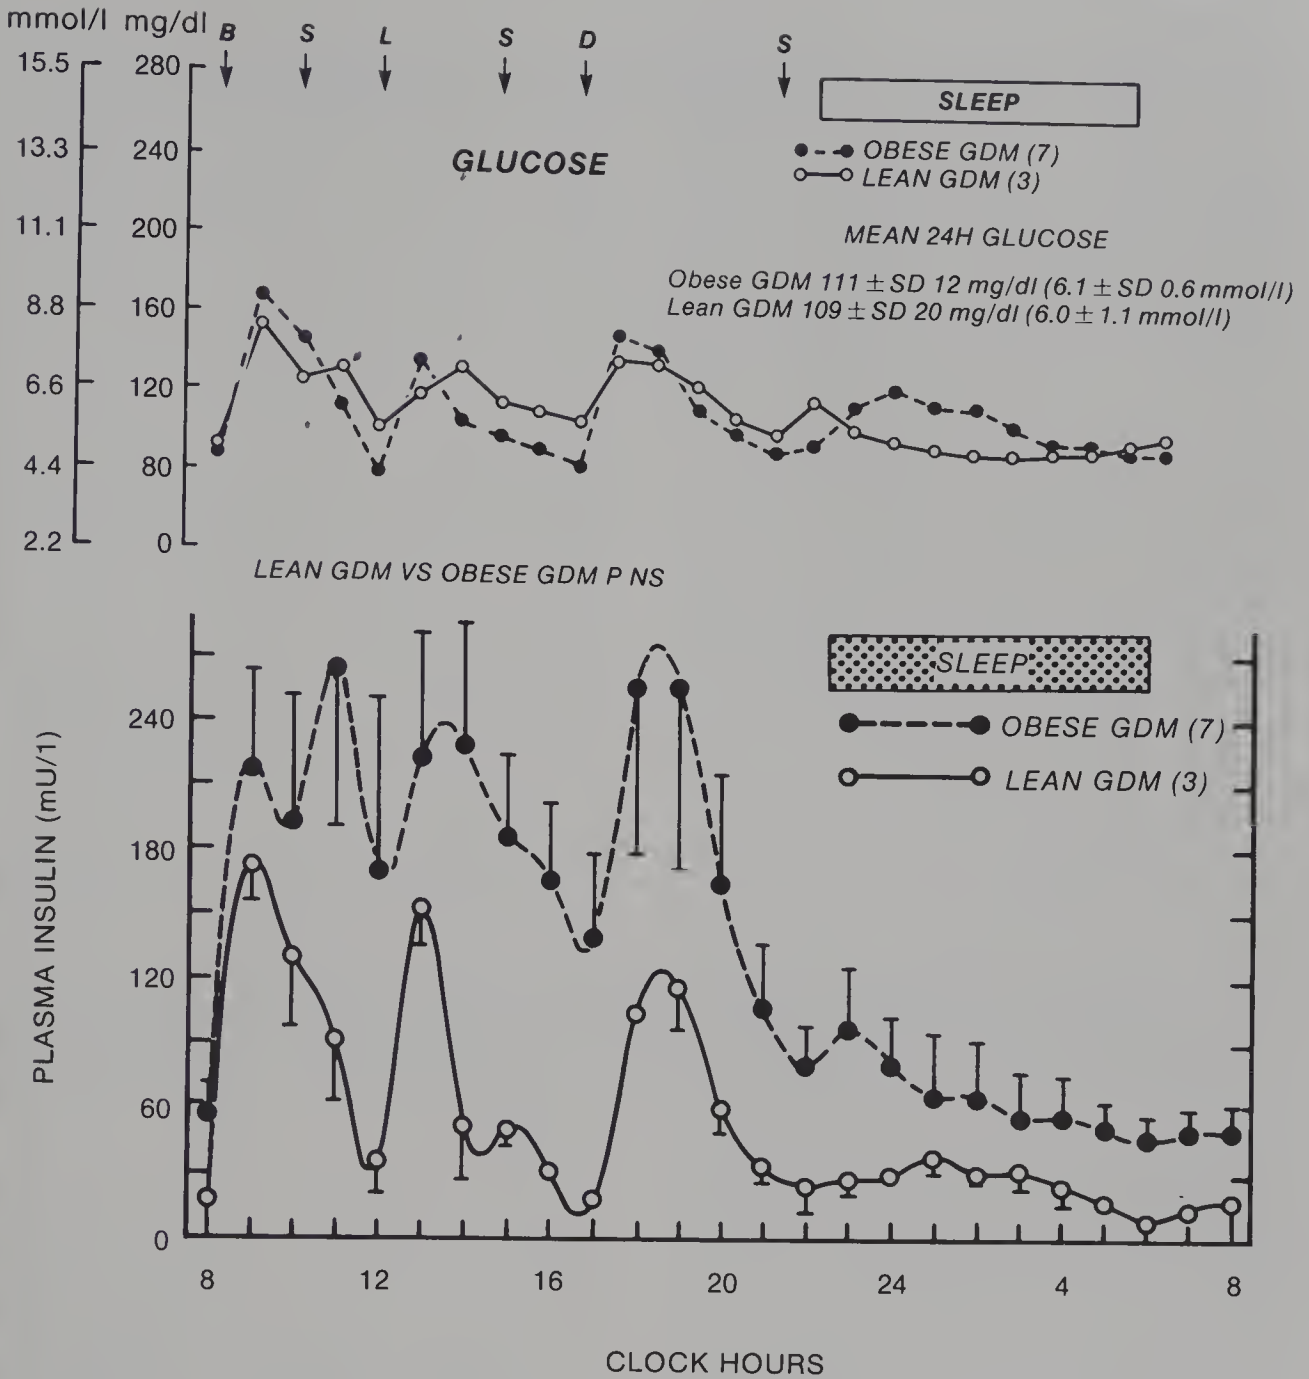 mmol/l mg/dl B S L S D S
15.5 280
SLEEP
13.3 240
GLUCOSE
OBESE GDM (7)
LEAN GDM (3)
11.1 200
MEAN 24H GLUCOSE
Obese GDM 111 ± SD 12 mg/dl (6.1 ± SD 0.6 mmol/l)
Lean GDM 109 ± SD 20 mg/dl (6.0 ± 1.1 mmol/l)
8.8 160
6.6 120
4.4 80
2.2 0
LEAN GDM VS OBESE GDM P NS
SLEEP
OBESE GDM (7)
LEAN GDM (3)
240
180
120
60
0
PLASMA INSULIN (mU/1)
8 12 16 20 24 4 8
CLOCK HOURS